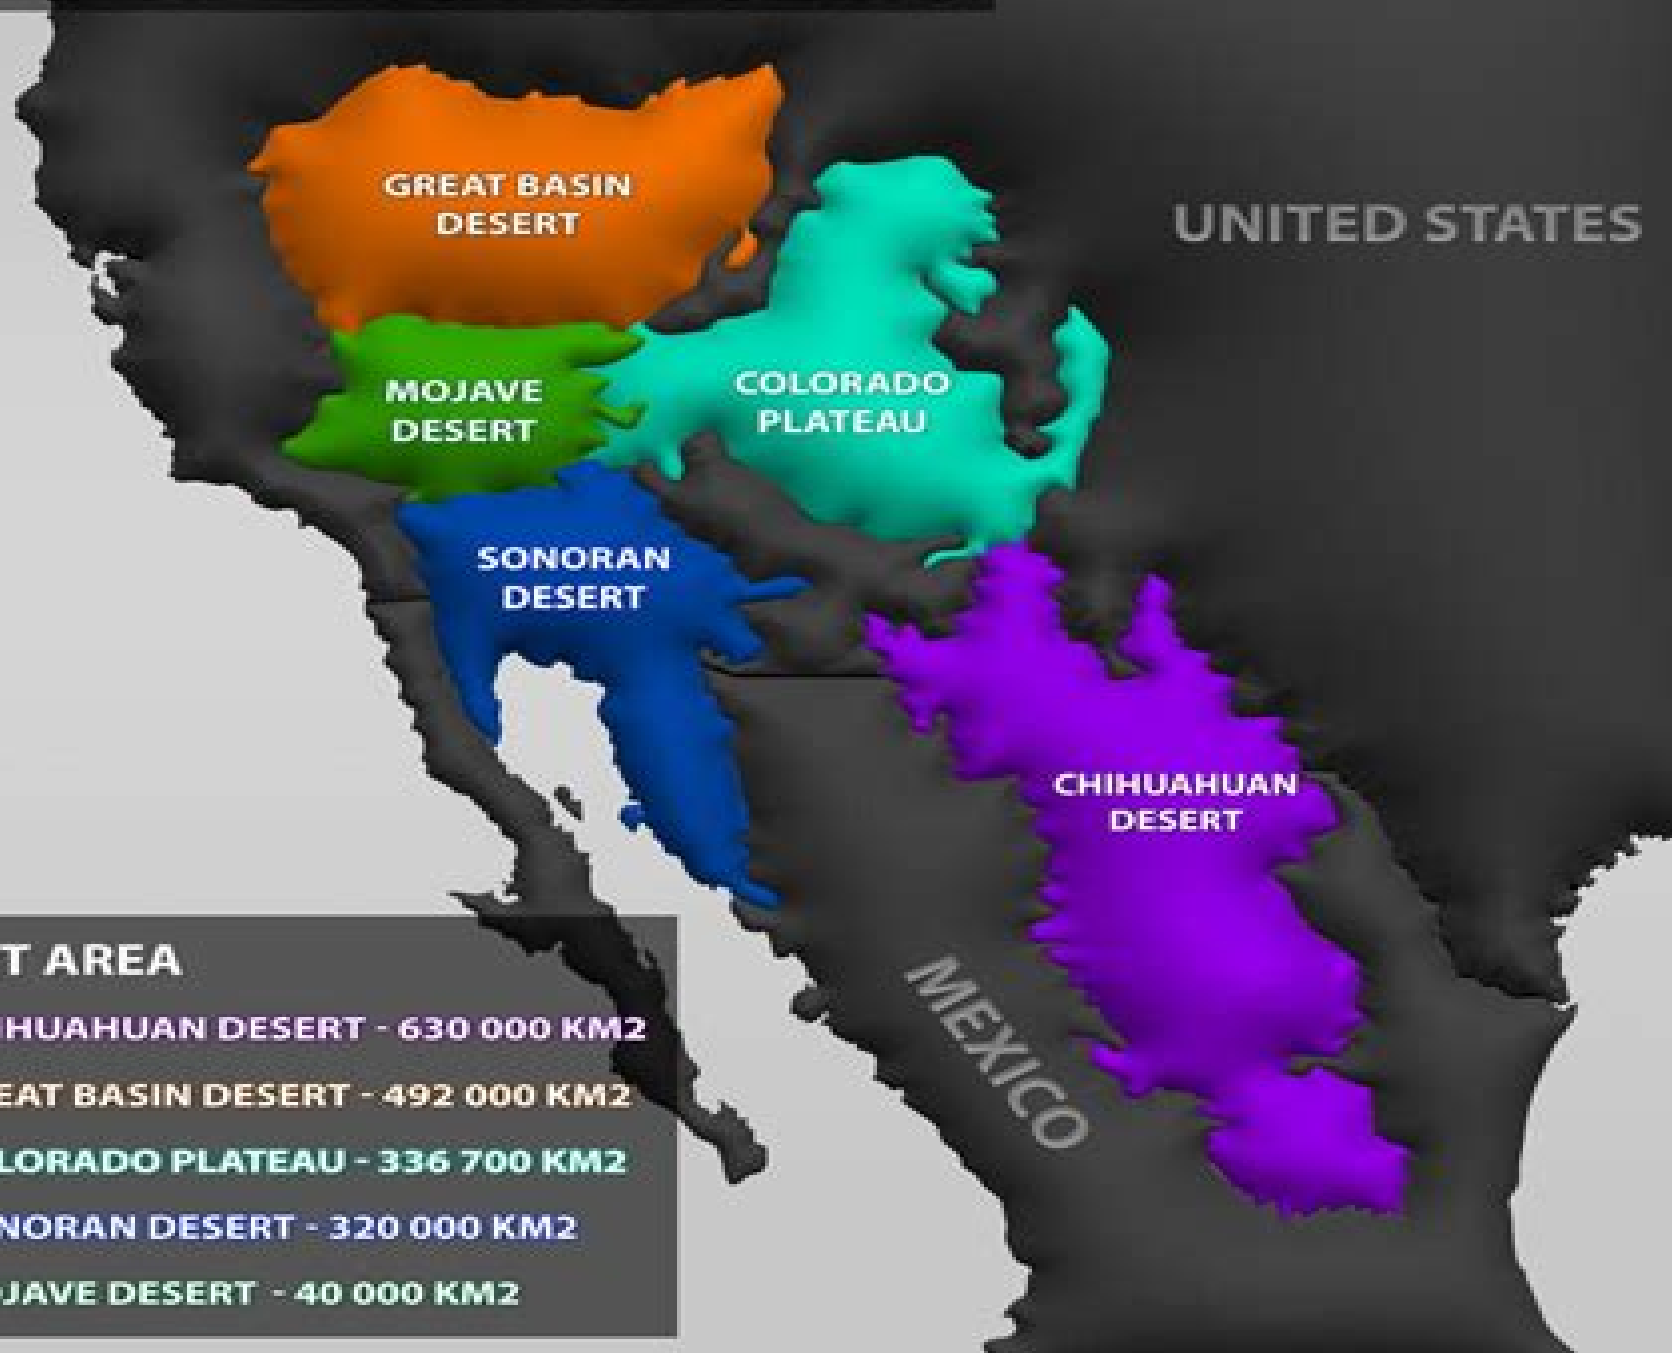 GREAT BASIN
DESERT
UNITED STATES
MOJAVE
DESERT
COLORADO
PLATEAU
SONORAN
DESERT
CHIHUAHUAN
DESERT
MEXICO
T AREA
IHUAHUAN DESERT - 630 000 KM2
EAT BASIN DESERT - 492 000 KM2
LORADO PLATEAU - 336 700 KM2
NORAN DESERT - 320 000 KM2
OJAVE DESERT - 40 000 KM2